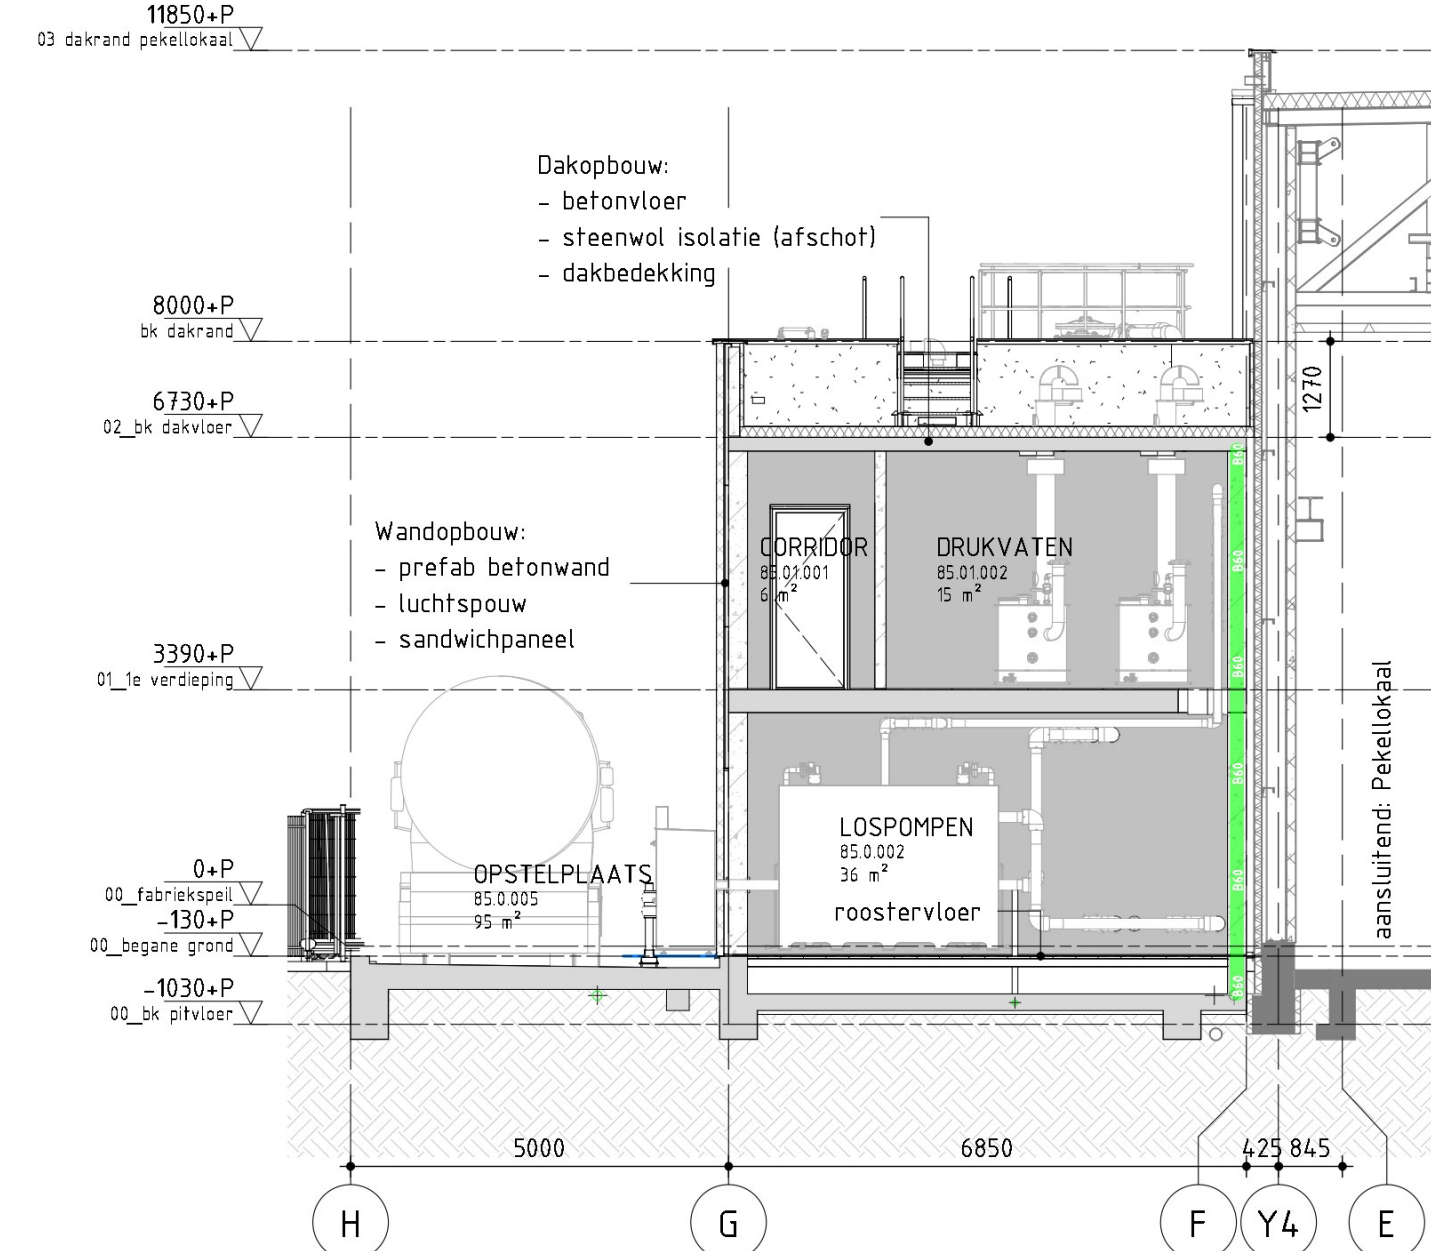 11850+P
03 dakrand pekellokaal
Dakopbouw:
- betonvloer
- steenwol isolatie (afschot)
- dakbedekking
8000+P
bk dakrand
1270
6730+P
02_bk dakvloer
B60
Wandopbouw:
- prefab betonwand
- luchtspouw
- sandwichpaneel
CORRIDOR
85.01.001
6 m²
DRUKVATEN
85.01.002
15 m²
B60
3390+P
01_1e verdieping
B60
aansluitend: Pekellokaal
B60
LOSPOMPEN
85.0.002
36 m²
roostervloer
B60
OPSTELPLAATS
85.0.005
95 m²
0+P
00_fabriekspeil
-130+P
00_begane grond
-1030+P
00_bk pitvloer
B60
5000
6850
425
845
H
G
F
Y4
E